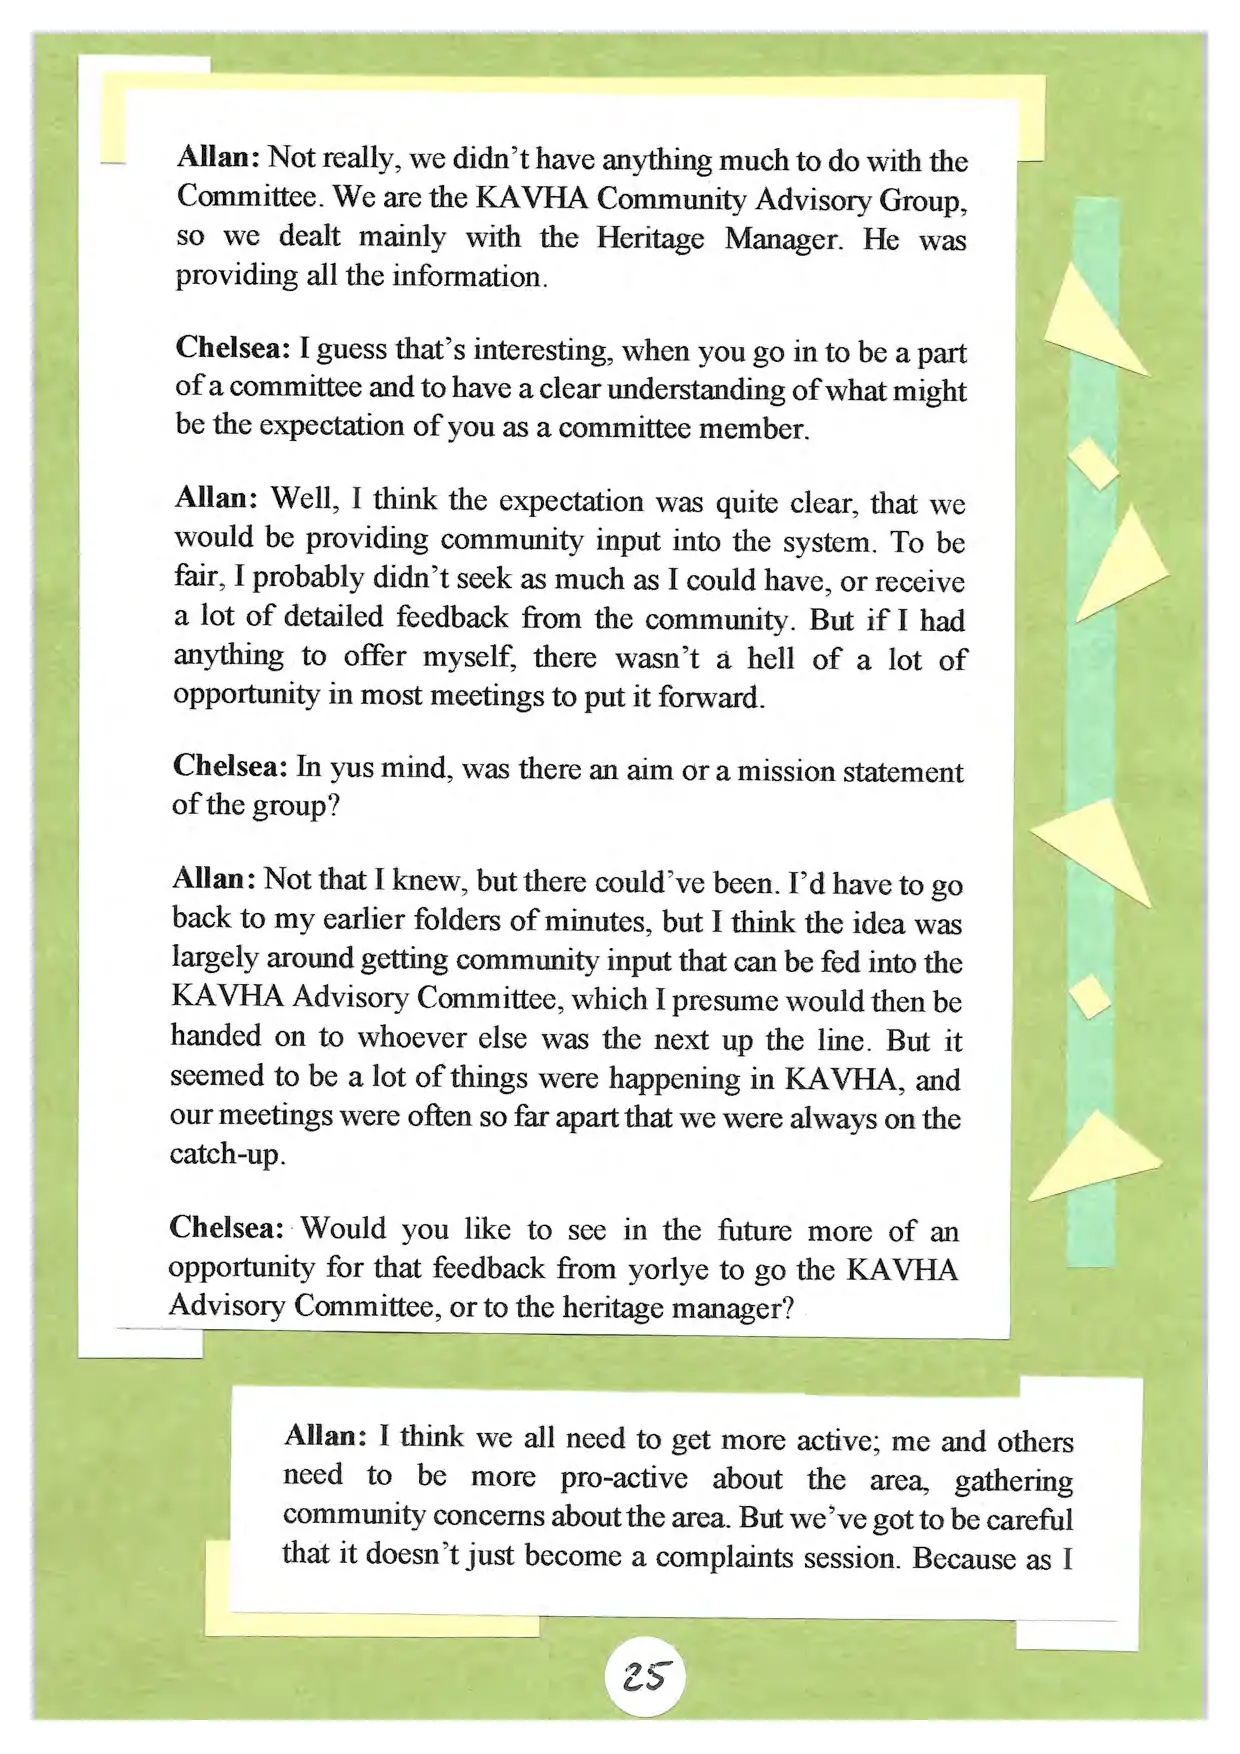 Allan: Not really, we didn't have anything much to do with the
Committee. We are the KAVHA Community Advisory Group,
so we dealt mainly with the Heritage Manager. He was
providing all the information.
Chelsea: I guess that's interesting, when you go in to be a part
of a committee and to have a clear understanding of what might
be the expectation of you as a committee member.
Allan: Well, I think the expectation was quite clear, that we
would be providing community input into the system. To be
fair, I probably didn't seek as much as I could have, or receive
a lot of detailed feedback from the community. But if I had
anything to offer myself, there wasn't a hell of a lot of
opportunity in most meetings to put it forward.
Chelsea: In yus mind, was there an aim or a mission statement
of the group?
Allan: Not that I knew, but there could've been. I'd have to go
back to my earlier folders of minutes, but I think the idea was
largely around getting community input that can be fed into the
KAVHA Advisory Committee, which I presume would then be
handed on to whoever else was the next up the line. But it
seemed to be a lot of things were happening in KAVHA, and
our meetings were often so far apart that we were always on the
catch-up.
Chelsea: Would you like to see in the future more of an
opportunity for that feedback from yorlye to go the KAVHA
Advisory Committee, or to the heritage manager?
Allan: I think we all need to get more active; me and others
need to be more pro-active about the area, gathering
community concerns about the area. But we've got to be careful
that it doesn't just become a complaints session. Because as I
25